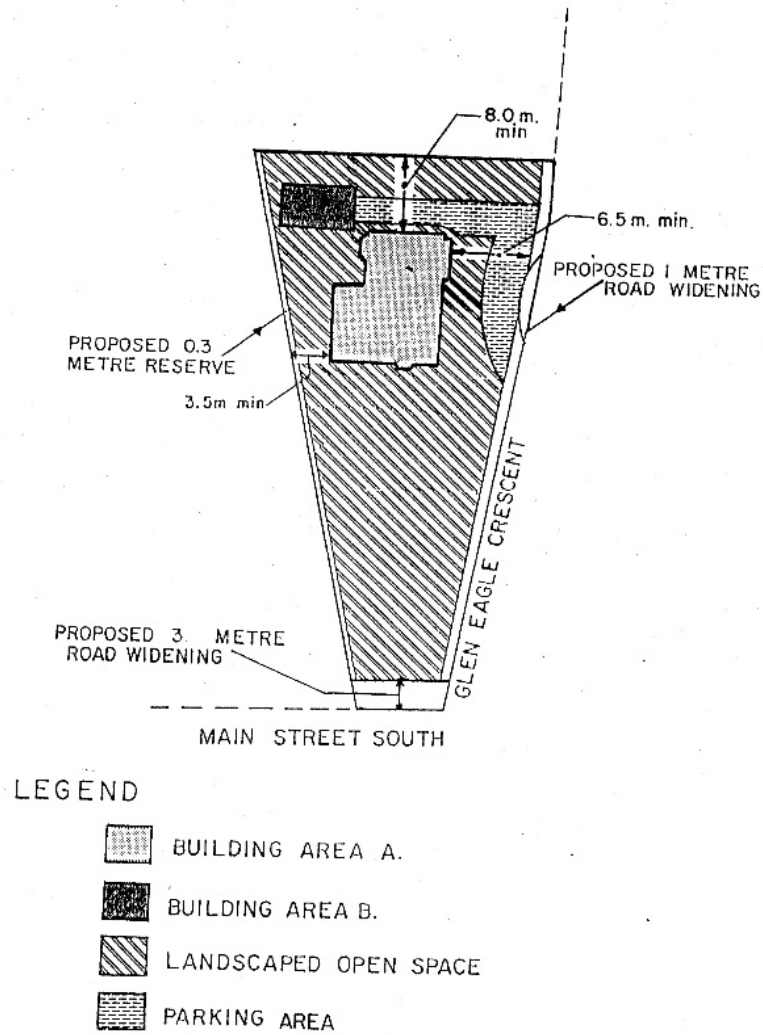 8.0 m.
min
6.5 m. min.
PROPOSED 1 METRE
ROAD WIDENING
PROPOSED 0.3
METRE RESERVE
3.5m min
GLEN EAGLE CRESCENT
PROPOSED 3. METRE
ROAD WIDENING
MAIN STREET SOUTH
LEGEND
BUILDING AREA A.
BUILDING AREA B.
LANDSCAPED OPEN SPACE
PARKING AREA